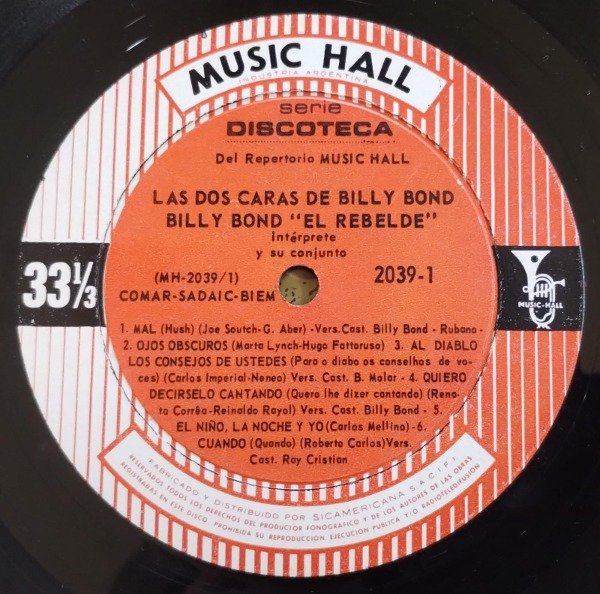 MUSIC HALL
INDUSTRIA ARGENTINA
serie
DISCOTECA
Del Repertorio MUSIC HALL
LAS DOS CARAS DE BILLY BOND
BILLY BOND "EL REBELDE"
Intérprete
y su conjunto
33 1/3
(MH-2039/1)
2039-1
COMAR-SADAIC-BIEM
MUSIC-HALL
1. MAL (Hush) (Joe Soutch-G. Aber) -Vers.Cast. Billy Bond - Rubano -
2. OJOS OBSCUROS (Marta Lynch-Hugo Fattoruso) 3. AL DIABLO
LOS CONSEJOS DE USTEDES (Para o diabo os conselhos de vo-
ces) (Carlos Imperial-Neneo) Vers. Cast. B. Molar - 4. QUIERO
DECIRSELO CANTANDO (Quero lhe dizer cantando) (Rena-
to Corrêa-Reinaldo Rayol) Vers. Cast. Billy Bond - 5.
EL NIÑO, LA NOCHE Y YO (Carlos Mellino)-6.
CUANDO (Quando) (Roberto Carlos) Vers.
Cast. Ray Cristian
FABRICADO Y DISTRIBUIDO POR SICAMERICANA S.A.C.I.F.I.
RESERVADOS TODOS LOS DERECHOS DEL PRODUCTOR FONOGRAFICO Y DE LOS AUTORES DE LAS OBRAS
REGISTRADAS EN ESTE DISCO. PROHIBIDA SU REPRODUCCION, EJECUCION PUBLICA Y/O RADIOTELEDIFUSION